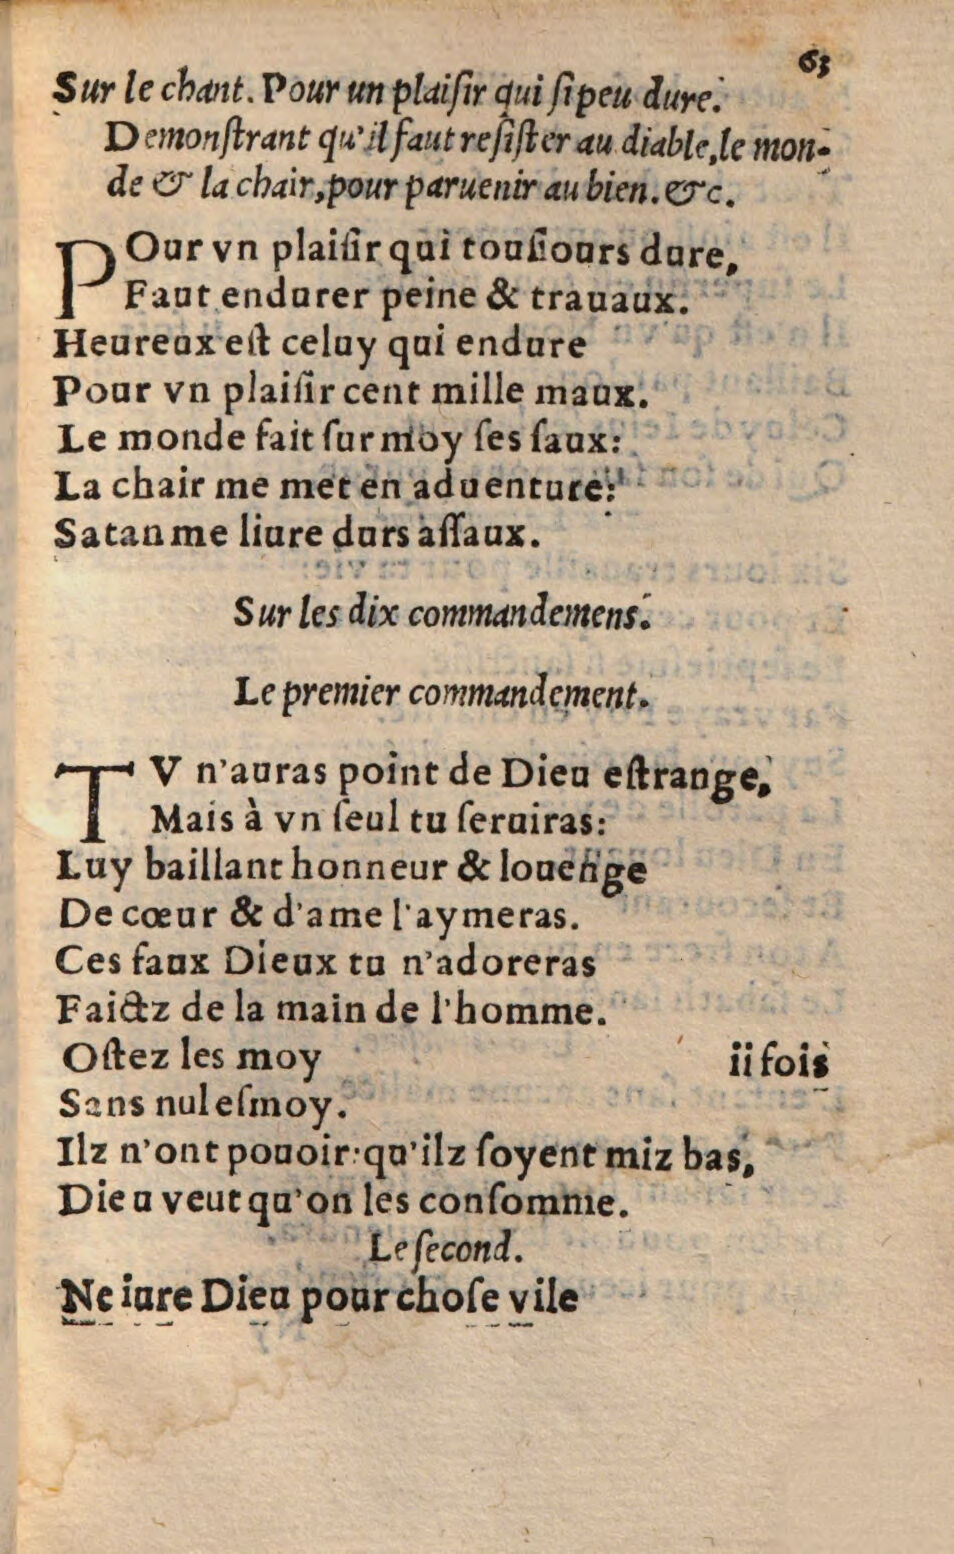 63
Sur le chant. Pour un plaiſir qui ſi peu dure.
Demonſtrant qu'il faut reſiſter au diable, le mon-
de & la chair, pour paruenir au bien. &c.
POur vn plaiſir qui touſiours dure,
Faut endurer peine & trauaux.
Heureux eſt celuy qui endure
Pour vn plaiſir cent mille maux.
Le monde fait ſur moy ſes ſaux:
La chair me met en aduenture:
Satan me liure durs aſſaux.
Sur les dix commandemens.
Le premier commandement.
TV n'auras point de Dieu eſtrange,
Mais à vn ſeul tu ſeruiras:
Luy baillant honneur & louenge
De cœur & d'ame l'aymeras.
Ces faux Dieux tu n'adoreras
Faictz de la main de l'homme.
Oſtez les moy ii fois
Sans nul eſmoy.
Ilz n'ont pouoir: qu'ilz ſoyent miz bas,
Dieu veut qu'on les conſomme.
Le ſecond.
Ne iure Dieu pour choſe vile